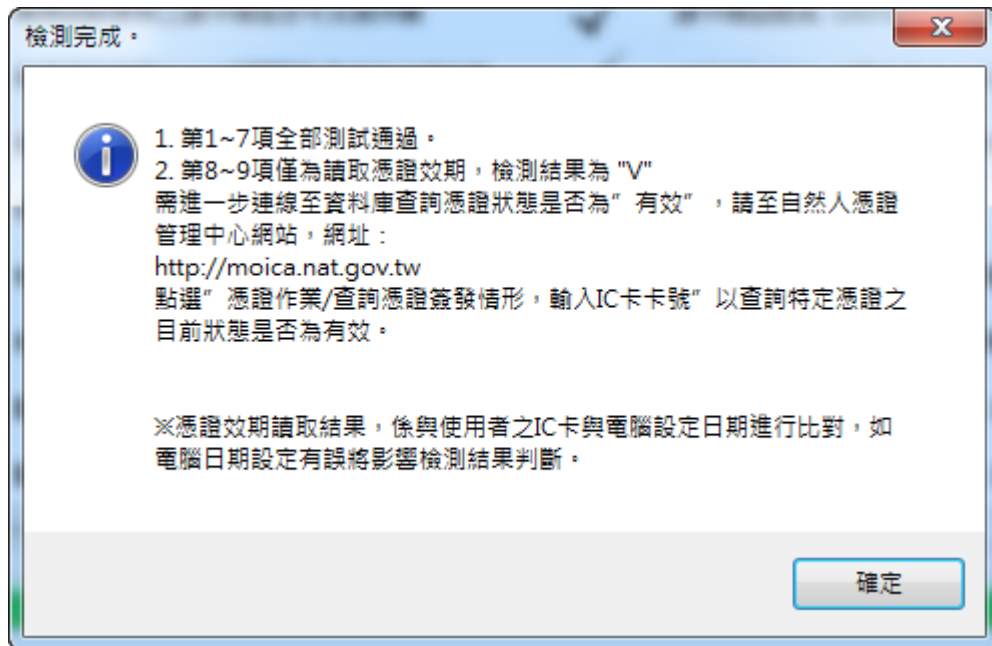 檢測完成。
1. 第1~7項全部測試通過。
2. 第8~9項僅為讀取憑證效期，檢測結果為 "V"
需進一步連線至資料庫查詢憑證狀態是否為”有效”，請至自然人憑證
管理中心網站，網址：
http://moica.nat.gov.tw
點選”憑證作業/查詢憑證簽發情形，輸入IC卡卡號”以查詢特定憑證之
目前狀態是否為有效。
※憑證效期讀取結果，係與使用者之IC卡與電腦設定日期進行比對，如
電腦日期設定有誤將影響檢測結果判斷。
確定